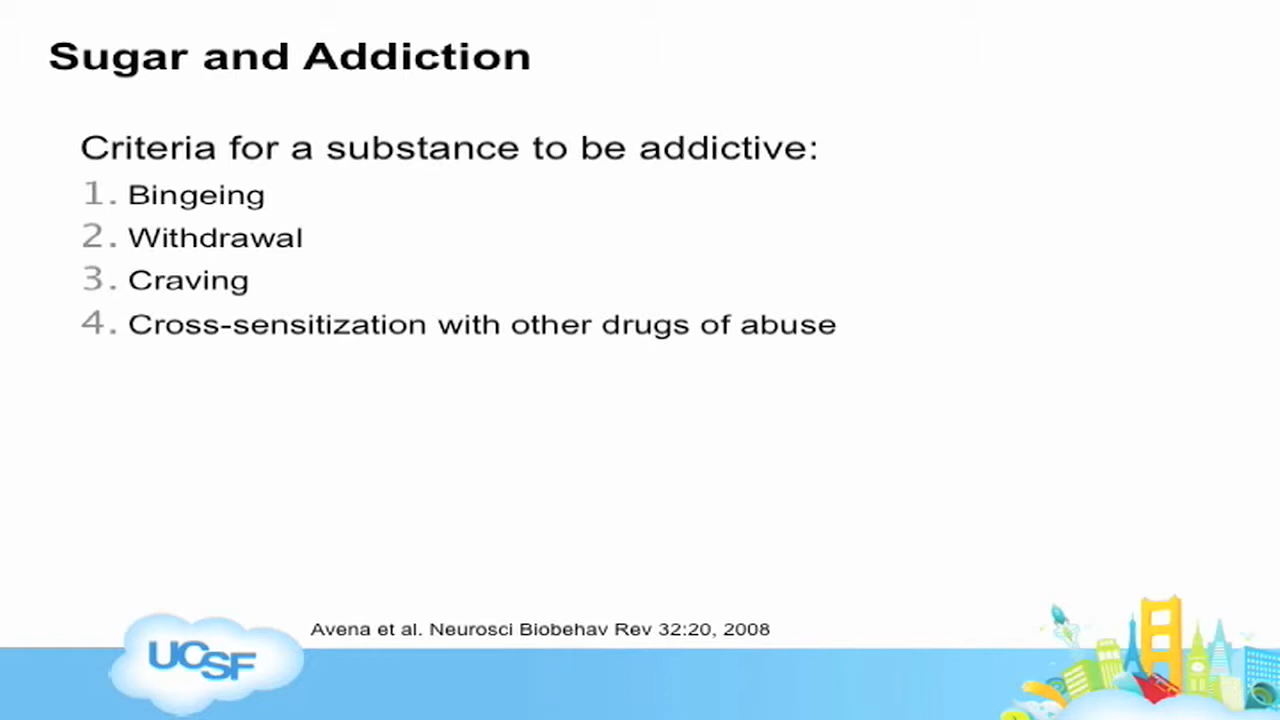 Sugar and Addiction
Criteria for a substance to be addictive:
1. Bingeing
2. Withdrawal
3. Craving
4. Cross-sensitization with other drugs of abuse
Avena et al. Neurosci Biobehav Rev 32:20, 2008
UCSF